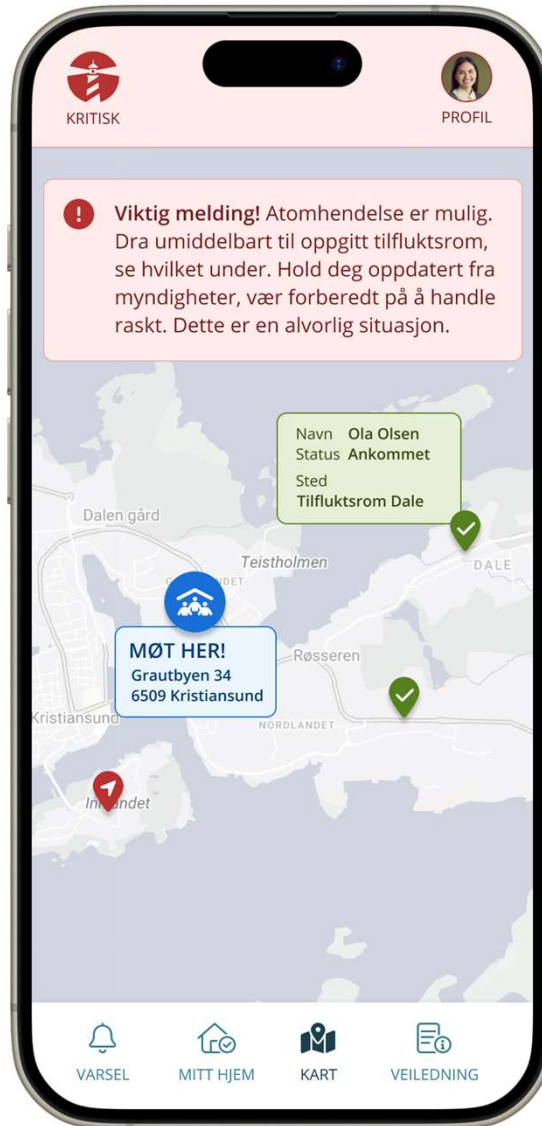 KRITISK
PROFIL
Viktig melding! Atomhendelse er mulig.
Dra umiddelbart til oppgitt tilfluktsrom,
se hvilket under. Hold deg oppdatert fra
myndigheter, vær forberedt på å handle
raskt. Dette er en alvorlig situasjon.
Navn Ola Olsen
Status Ankommet
Sted
Tilfluktsrom Dale
Dalen gård
Teistholmen
DALE
MØT HER!
Grautbyen 34
6509 Kristiansund
Røsseren
Kristiansund
NORDLANDET
VARSEL
MITT HJEM
KART
VEILEDNING